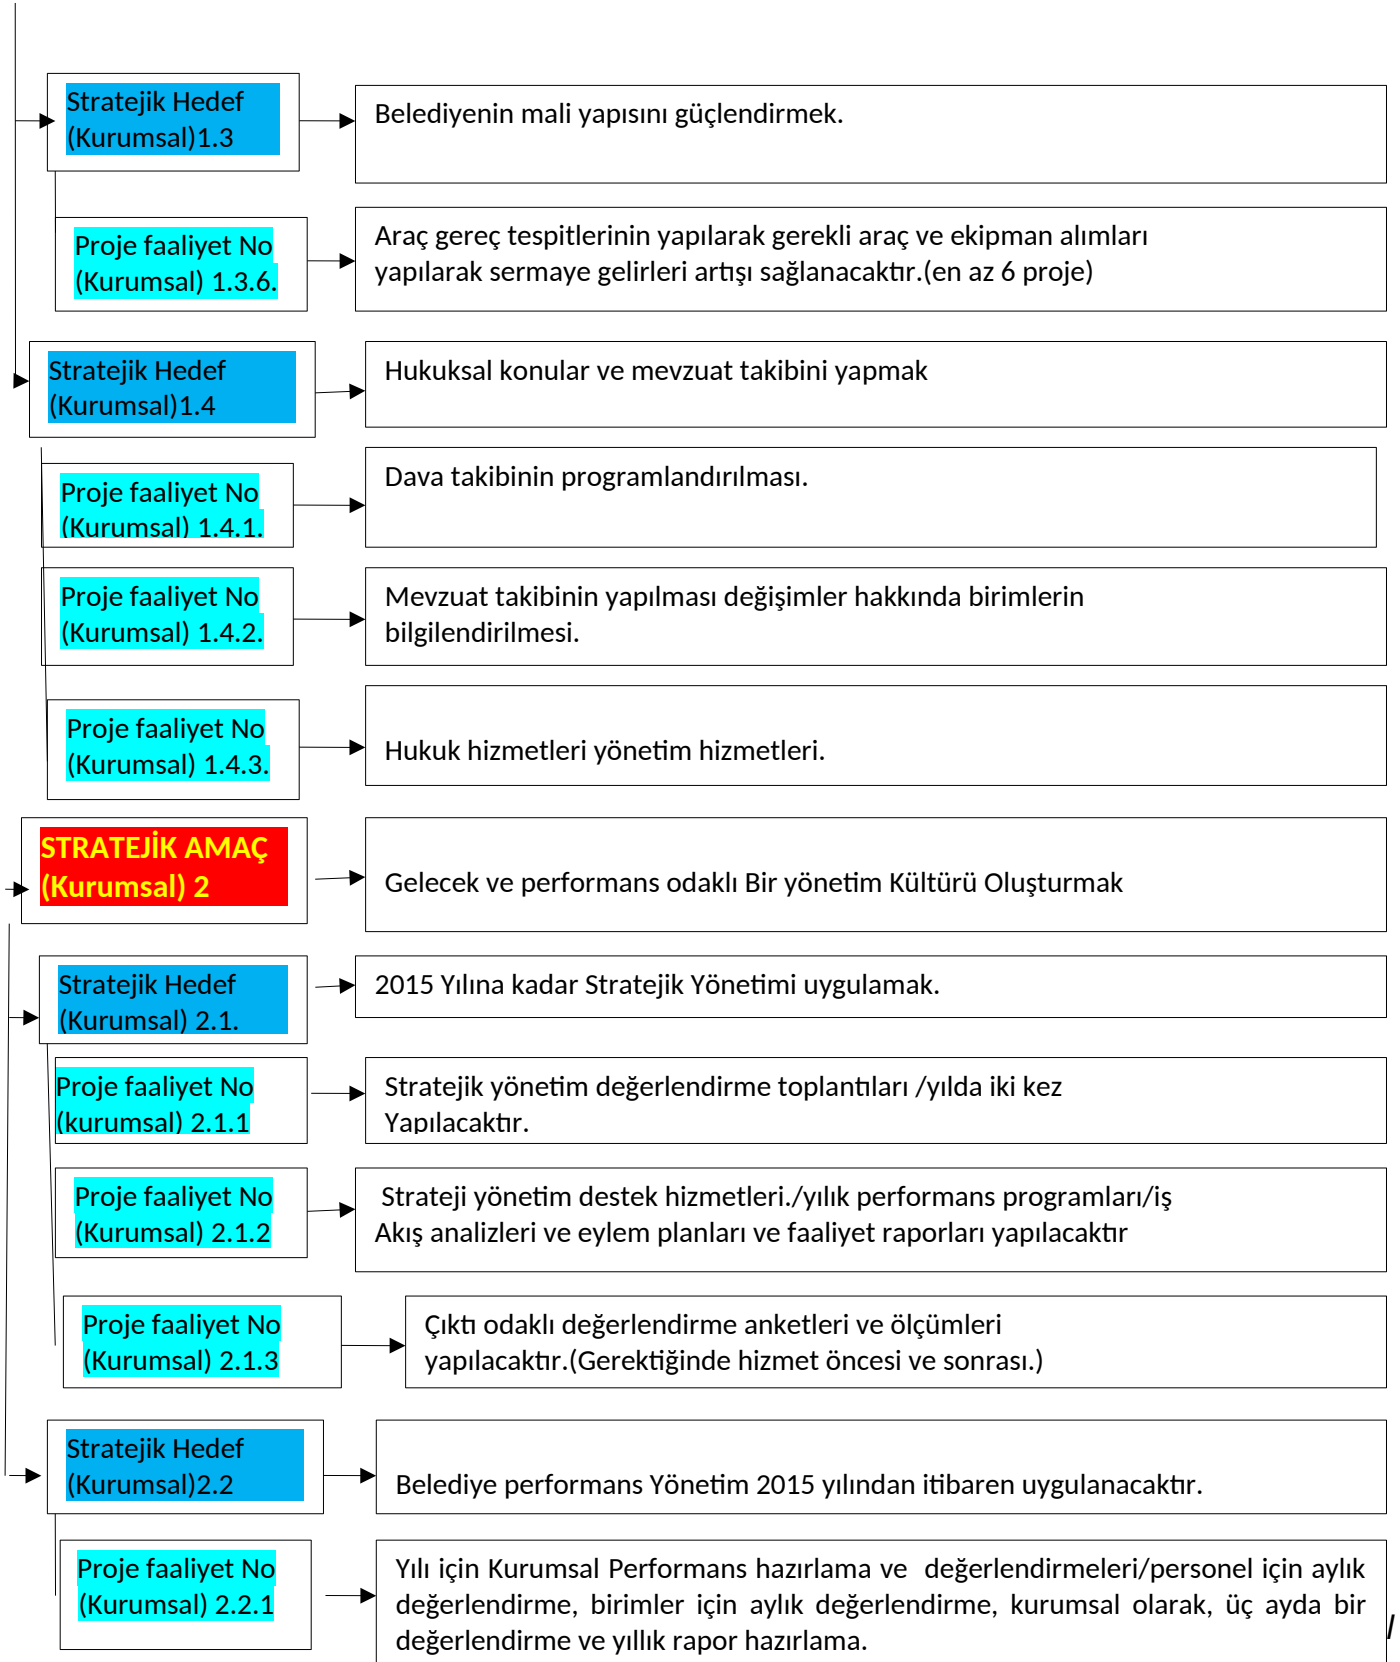 Stratejik Hedef
(Kurumsal)1.3
Belediyenin mali yapısını güçlendirmek.
Proje faaliyet No
(Kurumsal) 1.3.6.
Araç gereç tespitlerinin yapılarak gerekli araç ve ekipman alımları
yapılarak sermaye gelirleri artışı sağlanacaktır.(en az 6 proje)
Stratejik Hedef
(Kurumsal)1.4
Hukuksal konular ve mevzuat takibini yapmak
Proje faaliyet No
(Kurumsal) 1.4.1.
Dava takibinin programlandırılması.
Proje faaliyet No
(Kurumsal) 1.4.2.
Mevzuat takibinin yapılması değişimler hakkında birimlerin
bilgilendirilmesi.
Proje faaliyet No
(Kurumsal) 1.4.3.
Hukuk hizmetleri yönetim hizmetleri.
STRATEJİK AMAÇ
(Kurumsal) 2
Gelecek ve performans odaklı Bir yönetim Kültürü Oluşturmak
Stratejik Hedef
(Kurumsal) 2.1.
2015 Yılına kadar Stratejik Yönetimi uygulamak.
Proje faaliyet No
(kurumsal) 2.1.1
Stratejik yönetim değerlendirme toplantıları /yılda iki kez
Yapılacaktır.
Proje faaliyet No
(Kurumsal) 2.1.2
Strateji yönetim destek hizmetleri./yılık performans programları/iş
Akış analizleri ve eylem planları ve faaliyet raporları yapılacaktır
Proje faaliyet No
(Kurumsal) 2.1.3
Çıktı odaklı değerlendirme anketleri ve ölçümleri
yapılacaktır.(Gerektiğinde hizmet öncesi ve sonrası.)
Stratejik Hedef
(Kurumsal)2.2
Belediye performans Yönetim 2015 yılından itibaren uygulanacaktır.
Proje faaliyet No
(Kurumsal) 2.2.1
Yılı için Kurumsal Performans hazırlama ve değerlendirmeleri/personel için aylık
değerlendirme, birimler için aylık değerlendirme, kurumsal olarak, üç ayda bir
değerlendirme ve yıllık rapor hazırlama.